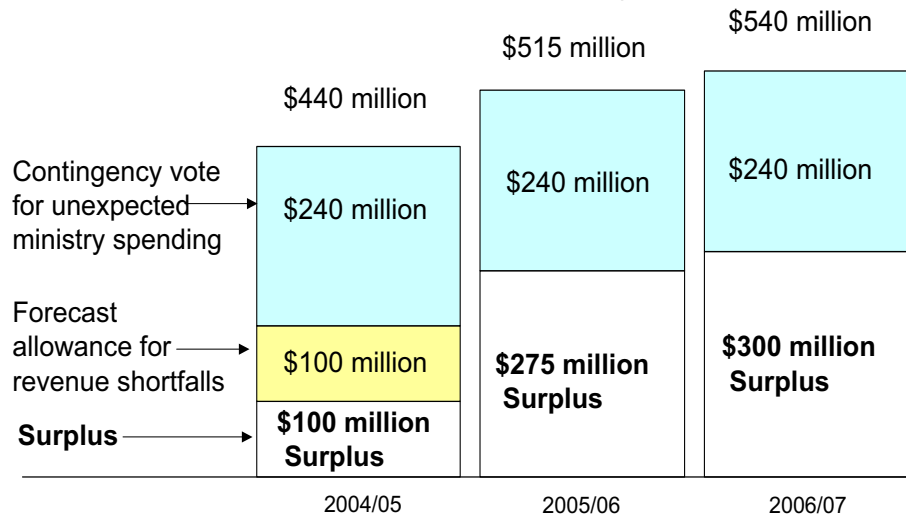 $440 million
$515 million
$540 million
Contingency vote
for unexpected
ministry spending
$240 million
$240 million
$240 million
Forecast
allowance for
revenue shortfalls
$100 million
Surplus
$100 million
Surplus
$275 million
Surplus
$300 million
Surplus
2004/05
2005/06
2006/07